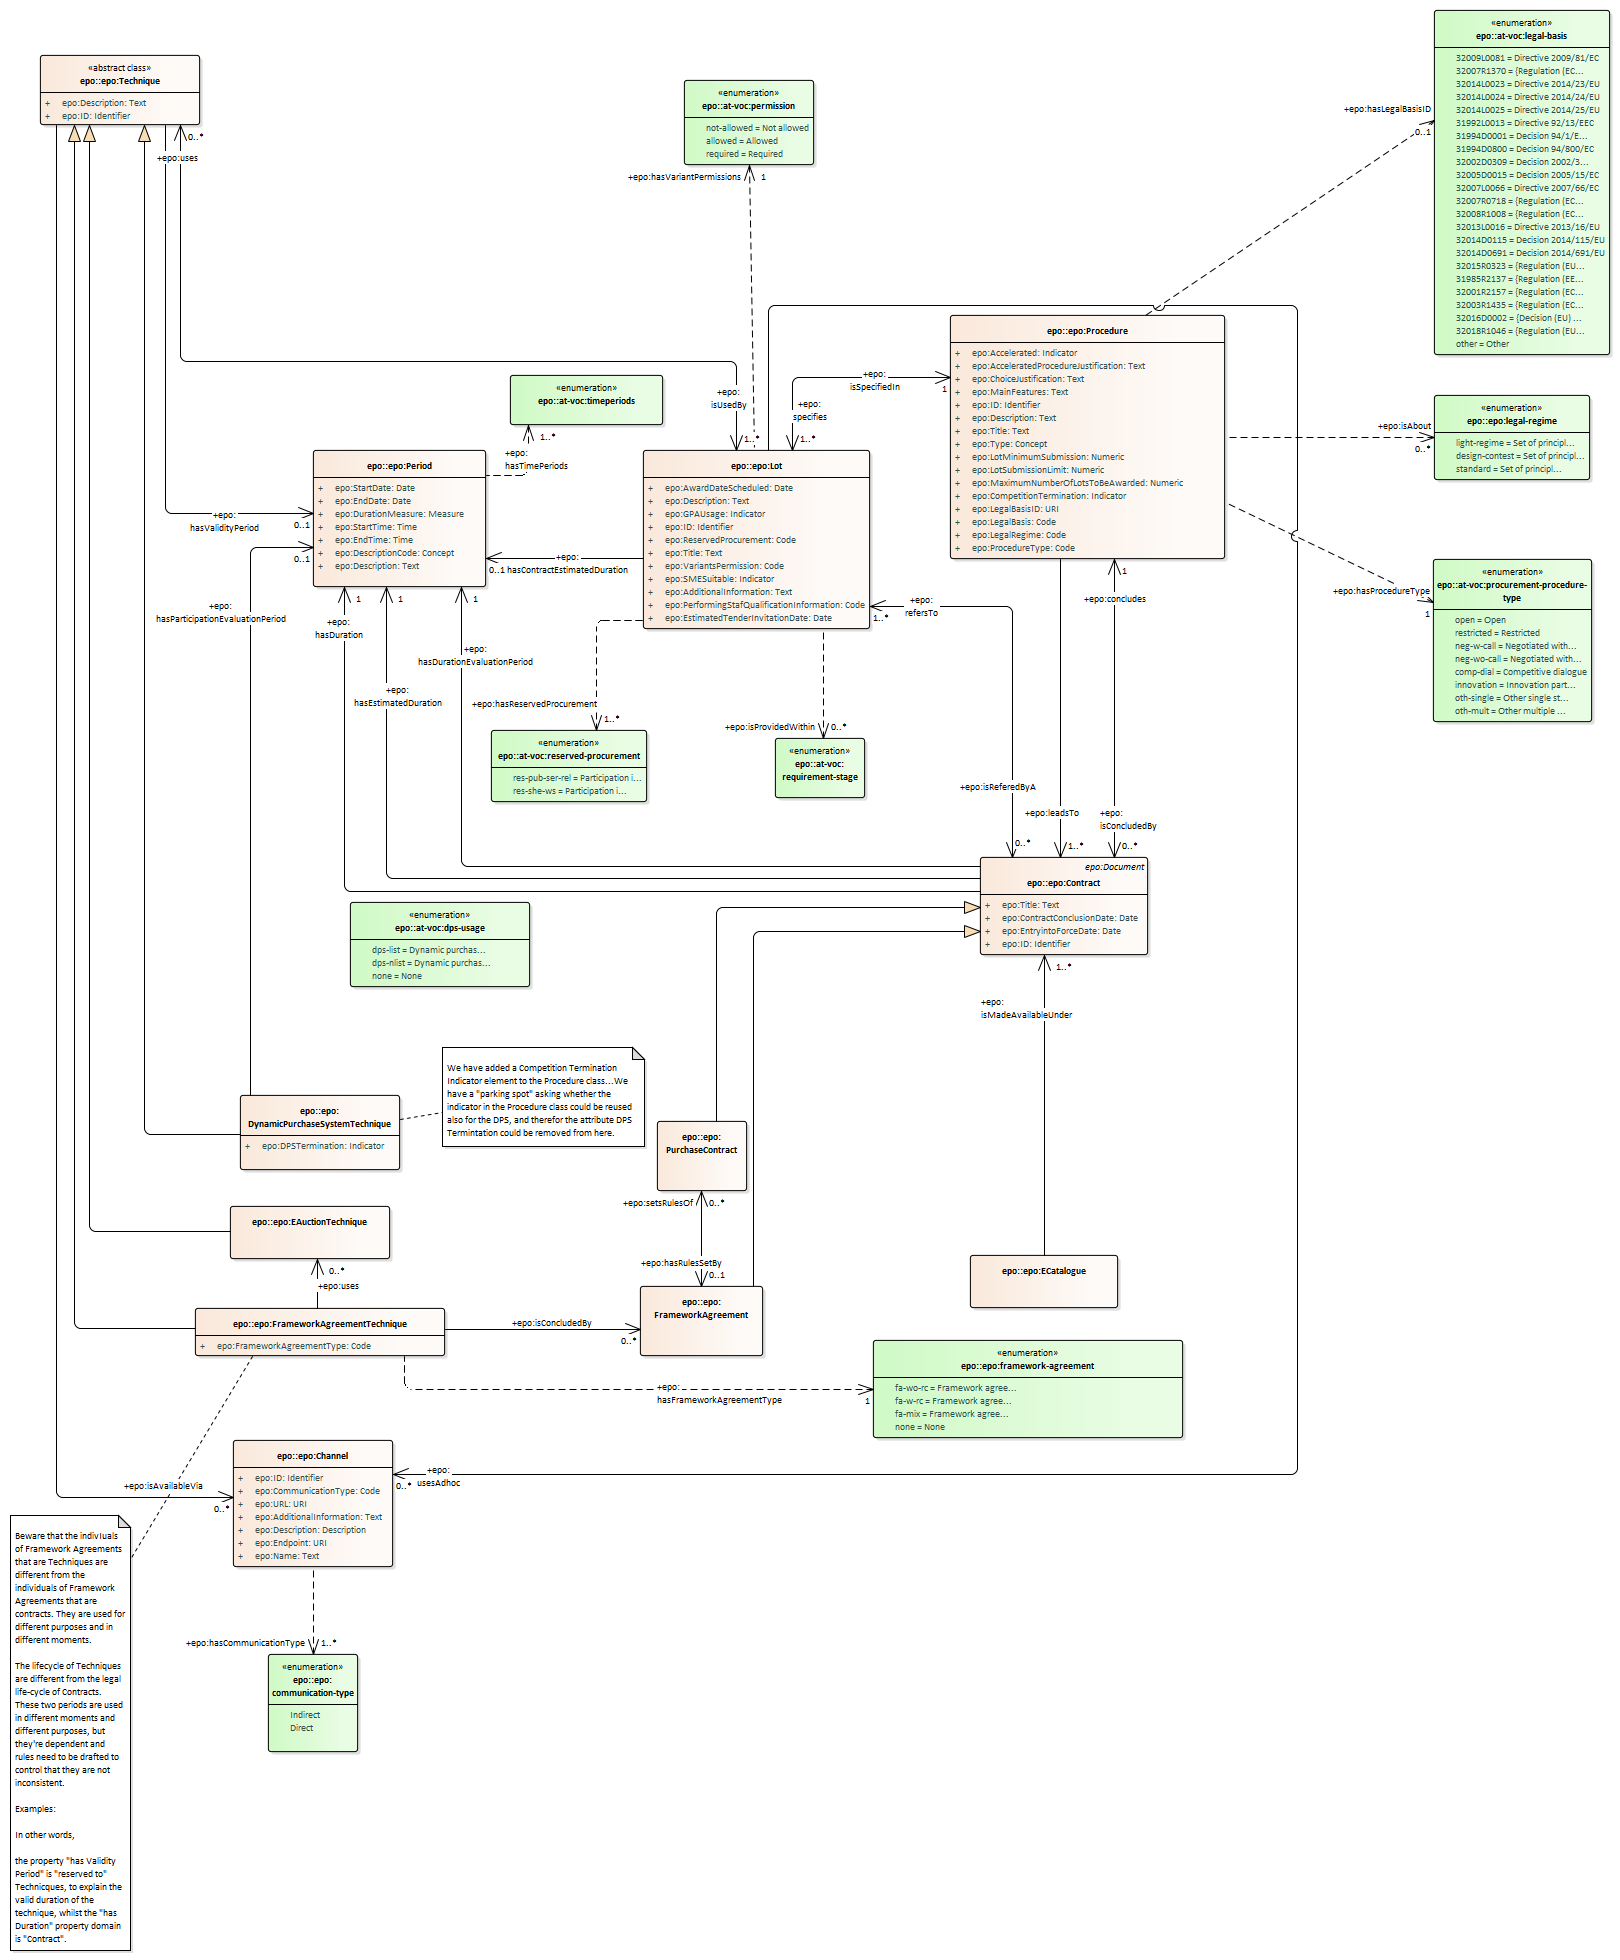 «abstract class»
epo::epo:Technique
+ epo:Description: Text
+ epo:ID: Identifier
+epo:uses
0..*
«enumeration»
epo::at-voc:permission
not-allowed = Not allowed
allowed = Allowed
required = Required
+epo:hasVariantPermissions
1
«enumeration»
epo::at-voc:legal-basis
32009L0081 = Directive 2009/81/EC
32007R1370 = {Regulation (EC...
32014L0023 = Directive 2014/23/EU
32014L0024 = Directive 2014/24/EU
32014L0025 = Directive 2014/25/EU
31992L0013 = Directive 92/13/EEC
31994D0001 = Decision 94/1/E...
31994D0800 = Decision 94/800/EC
32002D0309 = Decision 2002/3...
32005D0015 = Decision 2005/15/EC
32007L0066 = Directive 2007/66/EC
32007R0718 = {Regulation (EC...
32008R1008 = {Regulation (EC...
32013L0016 = Directive 2013/16/EU
32014D0115 = Decision 2014/115/EU
32014D0691 = Decision 2014/691/EU
32015R0323 = {Regulation (EU...
31985R2137 = {Regulation (EE...
32001R2157 = {Regulation (EC...
32003R1435 = {Regulation (EC...
32016D0002 = {Decision (EU) ...
32018R1046 = {Regulation (EU...
other = Other
+epo:hasLegalBasisID
0..1
epo::epo:Procedure
+ epo:Accelerated: Indicator
+ epo:AcceleratedProcedureJustification: Text
+ epo:ChoiceJustification: Text
+ epo:MainFeatures: Text
+ epo:ID: Identifier
+ epo:Description: Text
+ epo:Title: Text
+ epo:Type: Concept
+ epo:LotMinimumSubmission: Numeric
+ epo:LotSubmissionLimit: Numeric
+ epo:MaximumNumberOfLotsToBeAwarded: Numeric
+ epo:CompetitionTermination: Indicator
+ epo:LegalBasisID: URI
+ epo:LegalBasis: Code
+ epo:LegalRegime: Code
+ epo:ProcedureType: Code
+epo:
isSpecifiedIn
1
+epo:
specifies
1..*
+epo:
isUsedBy
1..*
«enumeration»
epo::at-voc:timeperiods
1..*
+epo:
hasTimePeriods
«enumeration»
epo::epo:legal-regime
light-regime = Set of principl...
design-contest = Set of principl...
standard = Set of principl...
+epo:isAbout
0..*
epo::epo:Period
+ epo:StartDate: Date
+ epo:EndDate: Date
+ epo:DurationMeasure: Measure
+ epo:StartTime: Time
+ epo:EndTime: Time
+ epo:DescriptionCode: Concept
+ epo:Description: Text
+epo:
hasValidityPeriod
0..1
0..1
+epo:
hasParticipationEvaluationPeriod
epo::epo:Lot
+ epo:AwardDateScheduled: Date
+ epo:Description: Text
+ epo:GPAUsage: Indicator
+ epo:ID: Identifier
+ epo:ReservedProcurement: Code
+ epo:Title: Text
+ epo:VariantsPermission: Code
+ epo:SMESuitable: Indicator
+ epo:AdditionalInformation: Text
+ epo:PerformingStafQualificationInformation: Code
+ epo:EstimatedTenderInvitationDate: Date
+epo:
0..1 hasContractEstimatedDuration
«enumeration»
epo::at-voc:procurement-procedure-
type
open = Open
restricted = Restricted
neg-w-call = Negotiated with...
neg-wo-call = Negotiated with...
comp-dial = Competitive dialogue
innovation = Innovation part...
oth-single = Other single st...
oth-mult = Other multiple ...
+epo:hasProcedureType
1
1
+epo:concludes
+epo:
refersTo
1..*
1
+epo:
hasDuration
1
+epo:
hasEstimatedDuration
1
+epo:
hasDurationEvaluationPeriod
+epo:hasReservedProcurement
1..*
«enumeration»
epo::at-voc:reserved-procurement
res-pub-ser-rel = Participation i...
res-she-ws = Participation i...
+epo:isProvidedWithin
0..*
«enumeration»
epo::at-voc:
requirement-stage
+epo:isReferedByA
0..*
+epo:leadsTo
1..*
+epo:
isConcludedBy
0..*
epo:Document
epo::epo:Contract
+ epo:Title: Text
+ epo:ContractConclusionDate: Date
+ epo:EntryintoForceDate: Date
+ epo:ID: Identifier
1..*
+epo:
isMadeAvailableUnder
«enumeration»
epo::at-voc:dps-usage
dps-list = Dynamic purchas...
dps-nlist = Dynamic purchas...
none = None
We have added a Competition Termination
Indicator element to the Procedure class...We
have a "parking spot" asking whether the
indicator in the Procedure class could be reused
also for the DPS, and therefor the attribute DPS
Termintation could be removed from here.
epo::epo:
DynamicPurchaseSystemTechnique
+ epo:DPSTermination: Indicator
epo::epo:
PurchaseContract
+epo:setsRulesOf
0..*
+epo:hasRulesSetBy
0..1
epo::epo:EAuctionTechnique
0..*
+epo:uses
epo::epo:ECatalogue
epo::epo:
FrameworkAgreement
epo::epo:FrameworkAgreementTechnique
+ epo:FrameworkAgreementType: Code
+epo:isConcludedBy
0..*
«enumeration»
epo::epo:framework-agreement
fa-wo-rc = Framework agree...
fa-w-rc = Framework agree...
fa-mix = Framework agree...
none = None
+epo:
hasFrameworkAgreementType
1
epo::epo:Channel
+ epo:ID: Identifier
+ epo:CommunicationType: Code
+ epo:URL: URI
+ epo:AdditionalInformation: Text
+ epo:Description: Description
+ epo:Endpoint: URI
+ epo:Name: Text
+epo:isAvailableVia
0..*
+epo:
0..* usesAdhoc
+epo:hasCommunicationType
1..*
«enumeration»
epo::epo:
communication-type
Indirect
Direct
Beware that the indivIuals
of Framework Agreements
that are Techniques are
different from the
individuals of Framework
Agreements that are
contracts. They are used for
different purposes and in
different moments.
The lifecycle of Techniques
are different from the legal
life-cycle of Contracts.
These two periods are used
in different moments and
different purposes, but
they're dependent and
rules need to be drafted to
control that they are not
inconsistent.
Examples:
In other words,
the property "has Validity
Period" is "reserved to"
Technicques, to explain the
valid duration of the
technique, whilst the "has
Duration" property domain
is "Contract".